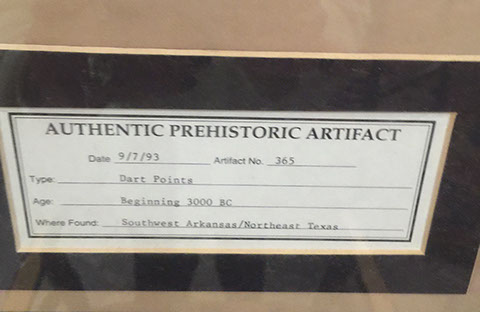 AUTHENTIC PREHISTORIC ARTIFACT
Date 9/7/93 Artifact No. 365
Type: Dart Points
Age: Beginning 3000 BC
Where Found: Southwest Arkansas/Northeast Texas